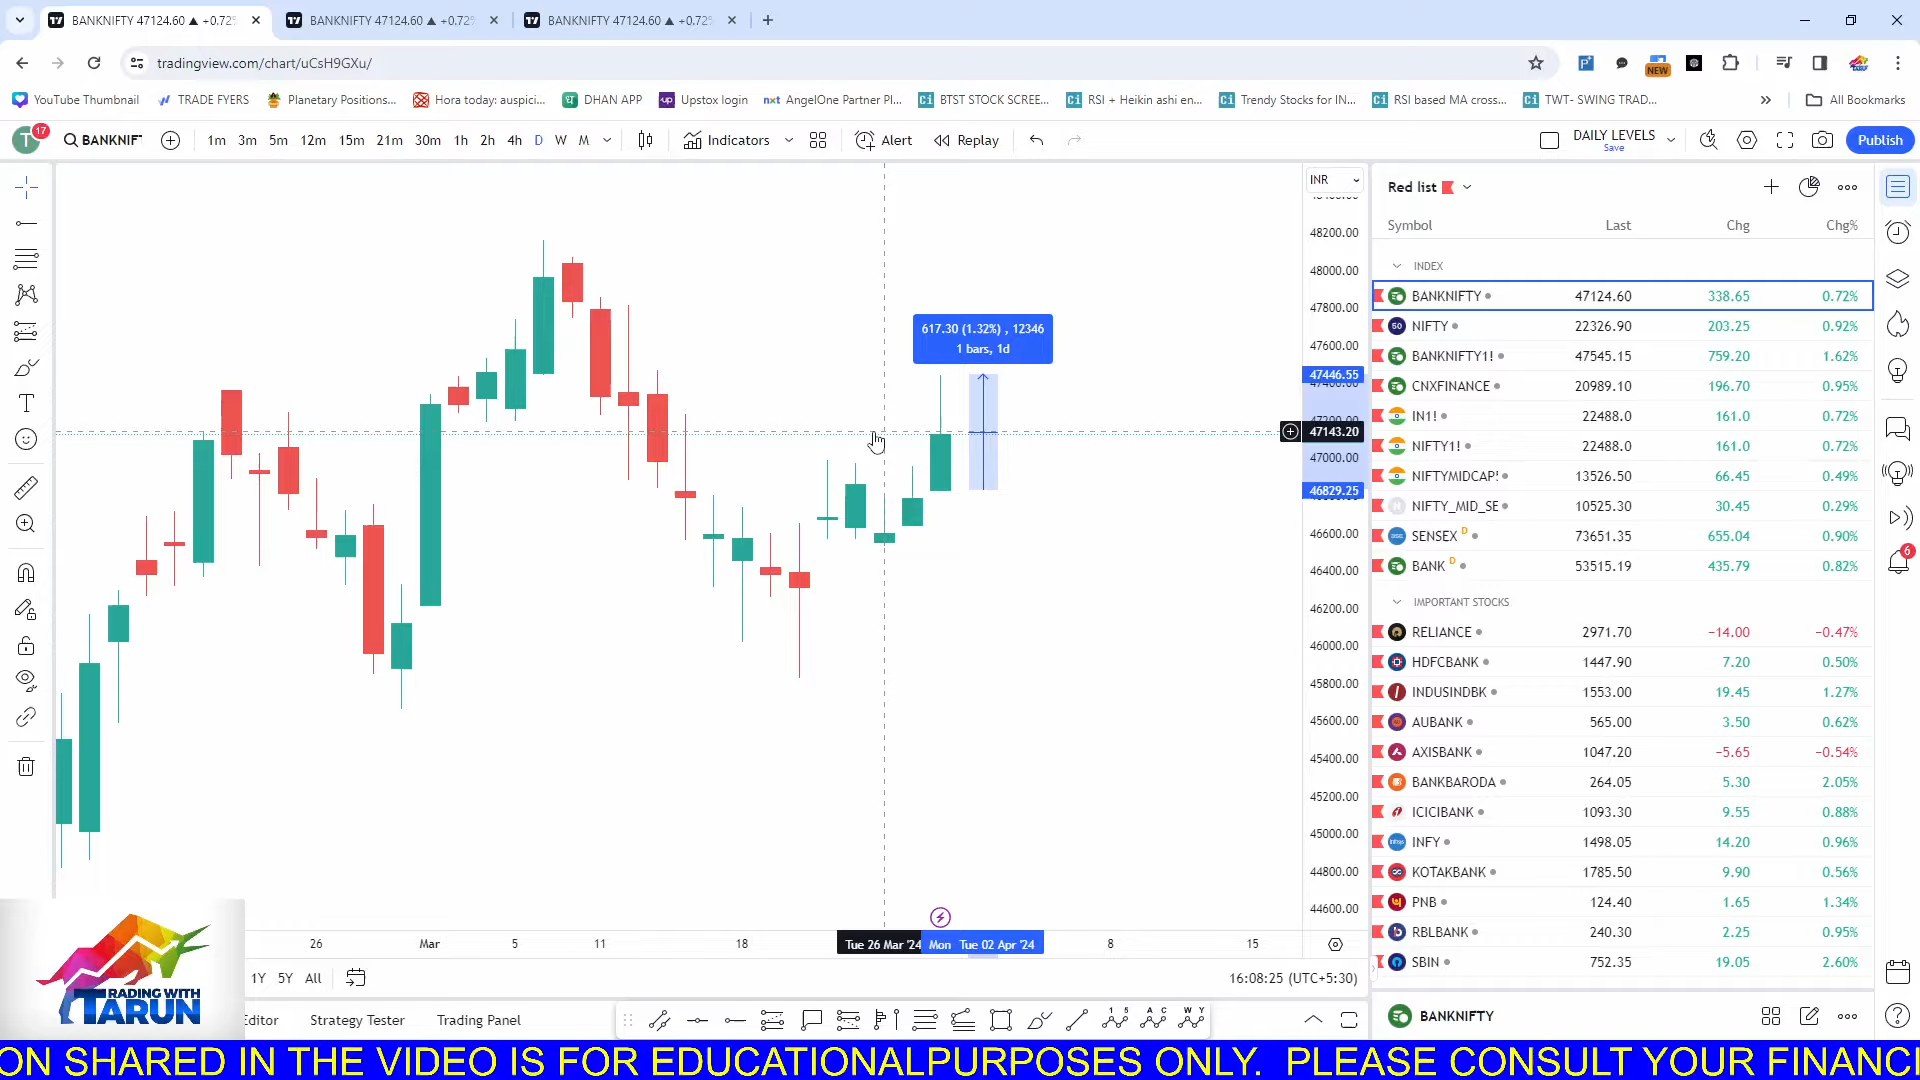 BANKNIFTY 47124.60 ▲ +0.72%
BANKNIFTY 47124.60 ▲ +0.72%
BANKNIFTY 47124.60 ▲ +0.72%
tradingview.com/chart/uCsH9GXu/
NEW
YouTube Thumbnail
TRADE FYERS
Planetary Positions...
Hora today: auspici...
DHAN APP
Upstox login
AngelOne Partner Pl...
BTST STOCK SCREE...
RSI + Heikin ashi en...
Trendy Stocks for IN...
RSI based MA cross...
TWT- SWING TRAD...
All Bookmarks
T 17
BANKNIF
1m 3m 5m 12m 15m 21m 30m 1h 2h 4h D W M
Indicators
Alert
Replay
DAILY LEVELS
Save
Publish
INR
Red list
Symbol Last Chg Chg%
INDEX
BANKNIFTY 47124.60 338.65 0.72%
NIFTY 22326.90 203.25 0.92%
BANKNIFTY1! 47545.15 759.20 1.62%
CNXFINANCE 20989.10 196.70 0.95%
IN1! 22488.0 161.0 0.72%
NIFTY1! 22488.0 161.0 0.72%
NIFTYMIDCAP! 13526.50 66.45 0.49%
NIFTY_MID_SE 10525.30 30.45 0.29%
SENSEX D 73651.35 655.04 0.90%
BANK D 53515.19 435.79 0.82%
IMPORTANT STOCKS
RELIANCE 2971.70 −14.00 −0.47%
HDFCBANK 1447.90 7.20 0.50%
INDUSINDBK 1553.00 19.45 1.27%
AUBANK 565.00 3.50 0.62%
AXISBANK 1047.20 −5.65 −0.54%
BANKBARODA 264.05 5.30 2.05%
ICICIBANK 1093.30 9.55 0.88%
INFY 1498.05 14.20 0.96%
KOTAKBANK 1785.50 9.90 0.56%
PNB 124.40 1.65 1.34%
RBLBANK 240.30 2.25 0.95%
SBIN 752.35 19.05 2.60%
6
BANKNIFTY
617.30 (1.32%) , 12346
1 bars, 1d
48200.00
48000.00
47800.00
47600.00
47446.55
47143.20
47000.00
46829.25
46600.00
46400.00
46200.00
46000.00
45800.00
45600.00
45400.00
45200.00
45000.00
44800.00
44600.00
26 Mar 5 11 18 Tue 26 Mar '24 Mon Tue 02 Apr '24 8 15
1Y 5Y All
16:08:25 (UTC+5:30)
Editor
Strategy Tester
Trading Panel
TRADING WITH
TARUN
ON SHARED IN THE VIDEO IS FOR EDUCATIONALPURPOSES ONLY. PLEASE CONSULT YOUR FINANCI